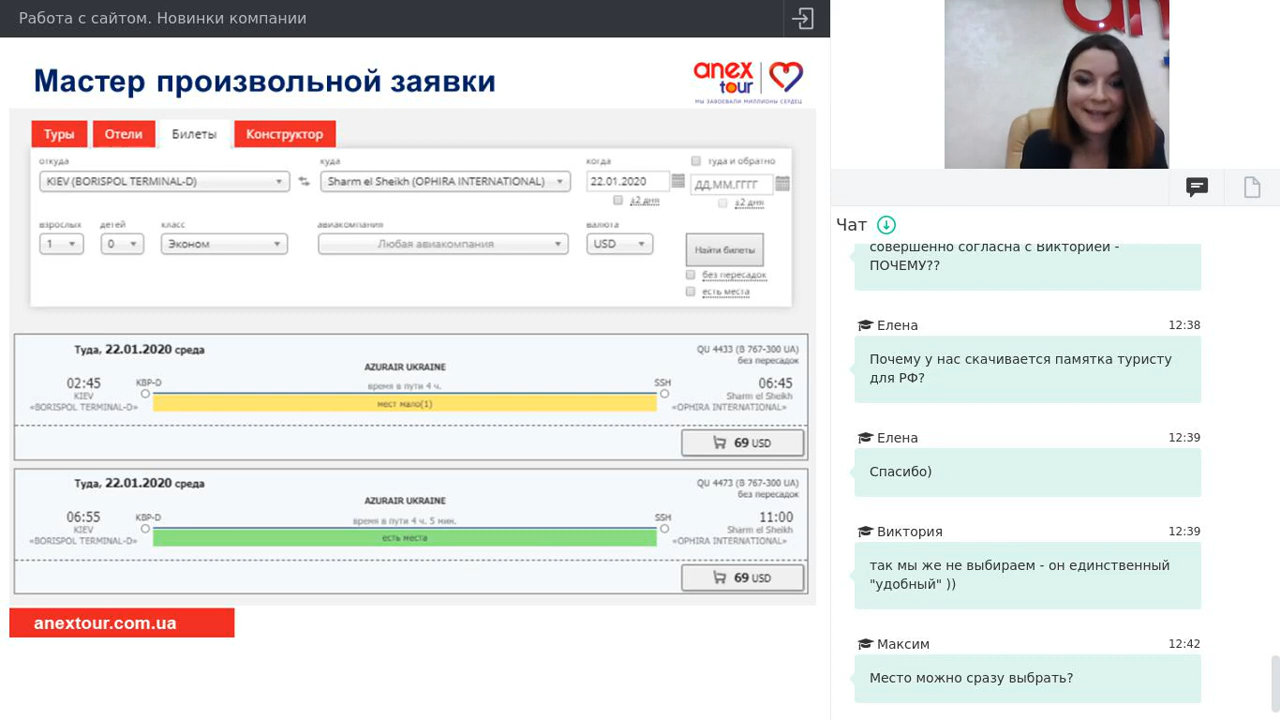 Работа с сайтом. Новинки компании
Мастер произвольной заявки
anex
tour
МЫ ЗАВОЕВАЛИ МИЛЛИОНЫ СЕРДЕЦ
Туры
Отели
Билеты
Конструктор
откуда
куда
когда
туда и обратно
KIEV (BORISPOL TERMINAL-D)
Sharm el Sheikh (OPHIRA INTERNATIONAL)
22.01.2020
ДД.ММ.ГГГГ
±2 дня
±2 дня
взрослых
детей
класс
авиакомпания
валюта
1
0
Эконом
Любая авиакомпания
USD
Найти билеты
без пересадок
есть места
Туда, 22.01.2020 среда
QU 4433 (B 767-300 UA)
без пересадок
AZURAIR UKRAINE
02:45
KBP-D
время в пути 4 ч.
SSH
06:45
KIEV
Sharm el Sheikh
«BORISPOL TERMINAL-D»
мест мало(1)
«OPHIRA INTERNATIONAL»
69 USD
Туда, 22.01.2020 среда
QU 4473 (B 767-300 UA)
без пересадок
AZURAIR UKRAINE
06:55
KBP-D
время в пути 4 ч. 5 мин.
SSH
11:00
KIEV
Sharm el Sheikh
«BORISPOL TERMINAL-D»
есть места
«OPHIRA INTERNATIONAL»
69 USD
anextour.com.ua
Чат
совершенно согласна с Викторией -
ПОЧЕМУ??
Елена 12:38
Почему у нас скачивается памятка туристу
для РФ?
Елена 12:39
Спасибо)
Виктория 12:39
так мы же не выбираем - он единственный
"удобный" ))
Максим 12:42
Место можно сразу выбрать?